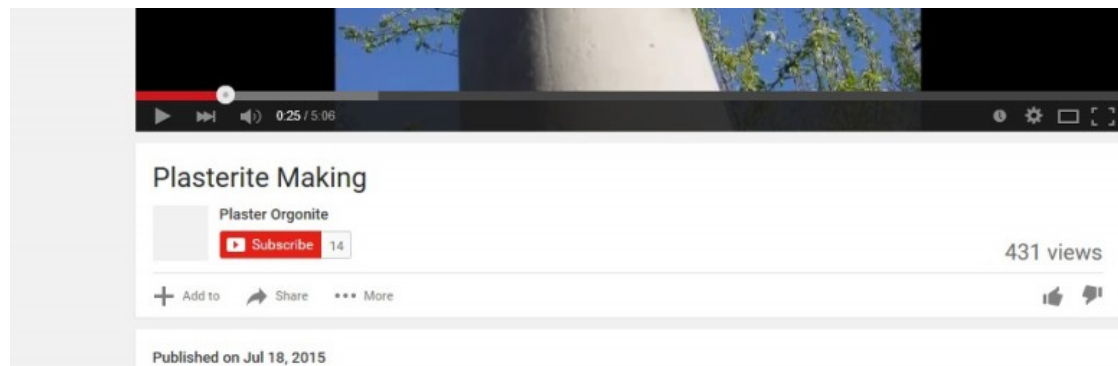 0:25 / 5:06
Plasterite Making
Plaster Orgonite
Subscribe 14
431 views
Add to Share More
Published on Jul 18, 2015